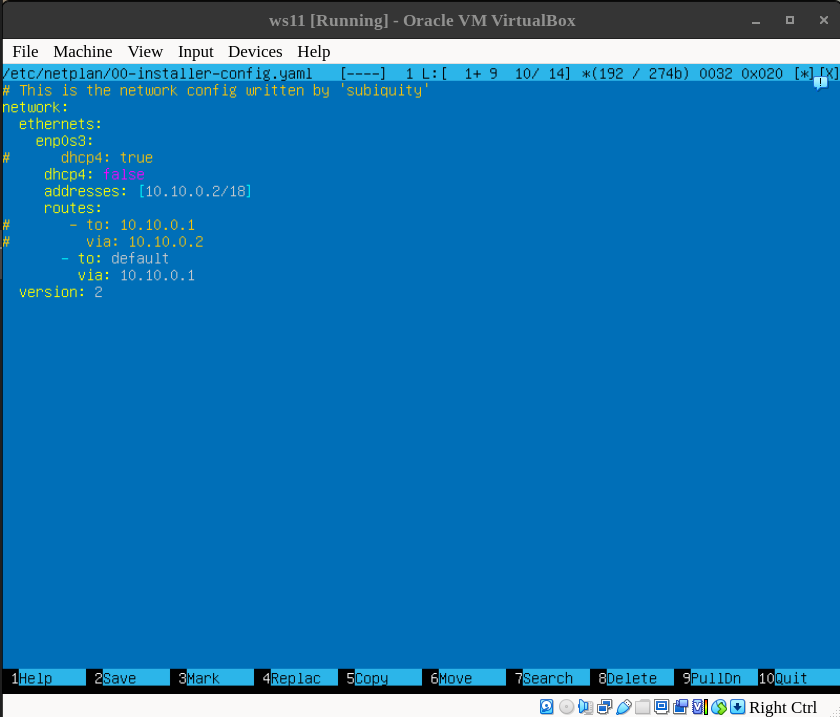 ws11 [Running] - Oracle VM VirtualBox
File Machine View Input Devices Help
/etc/netplan/00-installer-config.yaml   [----]  1 L:[  1+ 9  10/ 14] *(192 / 274b) 0032 0x020 [*][X]
# This is the network config written by 'subiquity'
network:
  ethernets:
    enp0s3:
#      dhcp4: true
     dhcp4: false
     addresses: [10.10.0.2/18]
     routes:
#       - to: 10.10.0.1
#         via: 10.10.0.2
       - to: default
         via: 10.10.0.1
  version: 2
1Help 2Save 3Mark 4Replac 5Copy 6Move 7Search 8Delete 9PullDn 10Quit
Right Ctrl